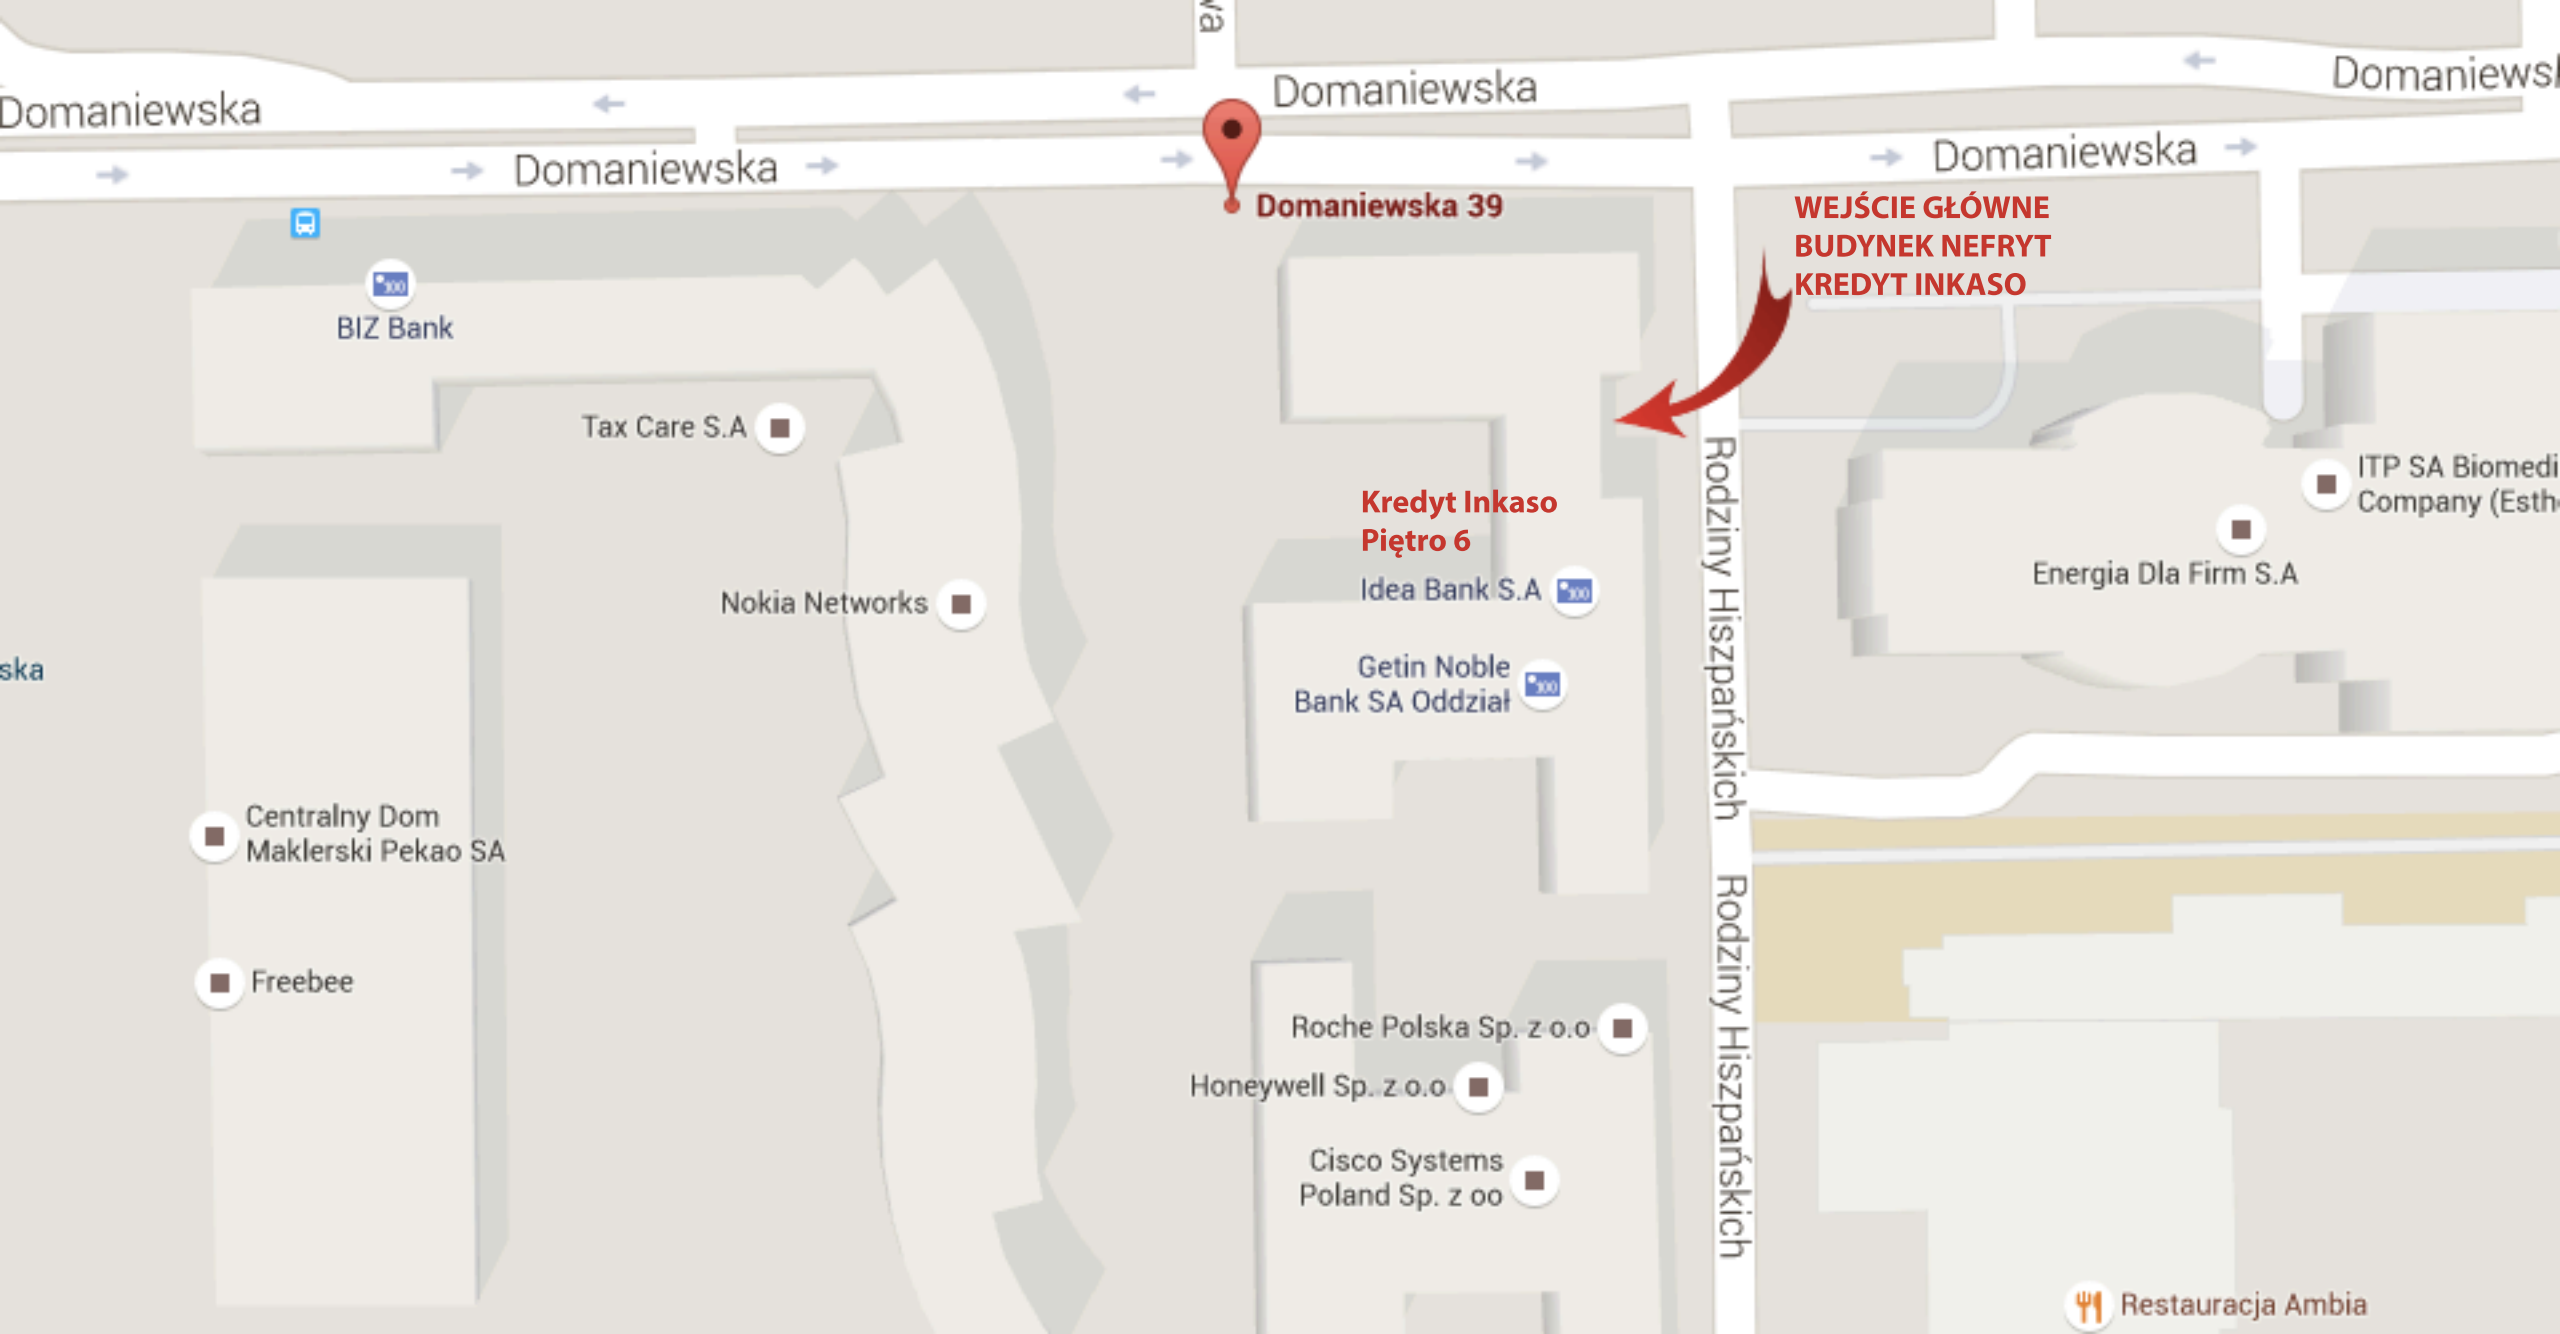 Domaniewska
Domaniewska
Domaniewska
Domaniewska
Domaniewska 39
WEJŚCIE GŁÓWNE
BUDYNEK NEFRYT
KREDYT INKASO
BIZ Bank
Tax Care S.A
Nokia Networks
Kredyt Inkaso
Piętro 6
Idea Bank S.A
Getin Noble
Bank SA Oddział
Rodziny Hiszpańskich
ITP SA Biomedi
Company (Esth
Energia Dla Firm S.A
ska
Centralny Dom
Maklerski Pekao SA
Freebee
Roche Polska Sp. z o.o
Honeywell Sp. z o.o
Cisco Systems
Poland Sp. z oo
Rodziny Hiszpańskich
Restauracja Ambia